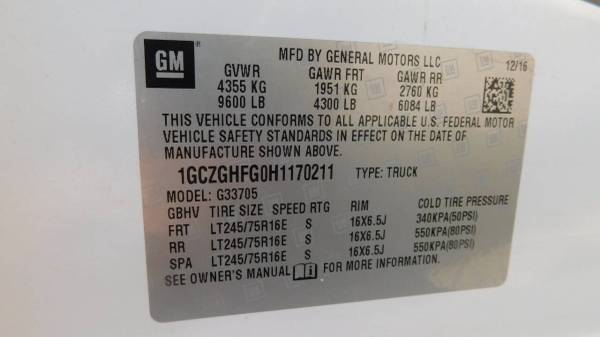 GM
MFD BY GENERAL MOTORS LLC
12/16
GVWR GAWR FRT GAWR RR
4355 KG 1951 KG 2760 KG
9600 LB 4300 LB 6084 LB
THIS VEHICLE CONFORMS TO ALL APPLICABLE U.S. FEDERAL MOTOR
VEHICLE SAFETY STANDARDS IN EFFECT ON THE DATE OF
MANUFACTURE SHOWN ABOVE.
1GCZGHFG0H1170211 TYPE: TRUCK
MODEL: G33705
GBHV TIRE SIZE SPEED RTG RIM COLD TIRE PRESSURE
FRT LT245/75R16E S 16X6.5J 340KPA(50PSI)
RR LT245/75R16E S 16X6.5J 550KPA(80PSI)
SPA LT245/75R16E S 16X6.5J 550KPA(80PSI)
SEE OWNER'S MANUAL FOR MORE INFORMATION